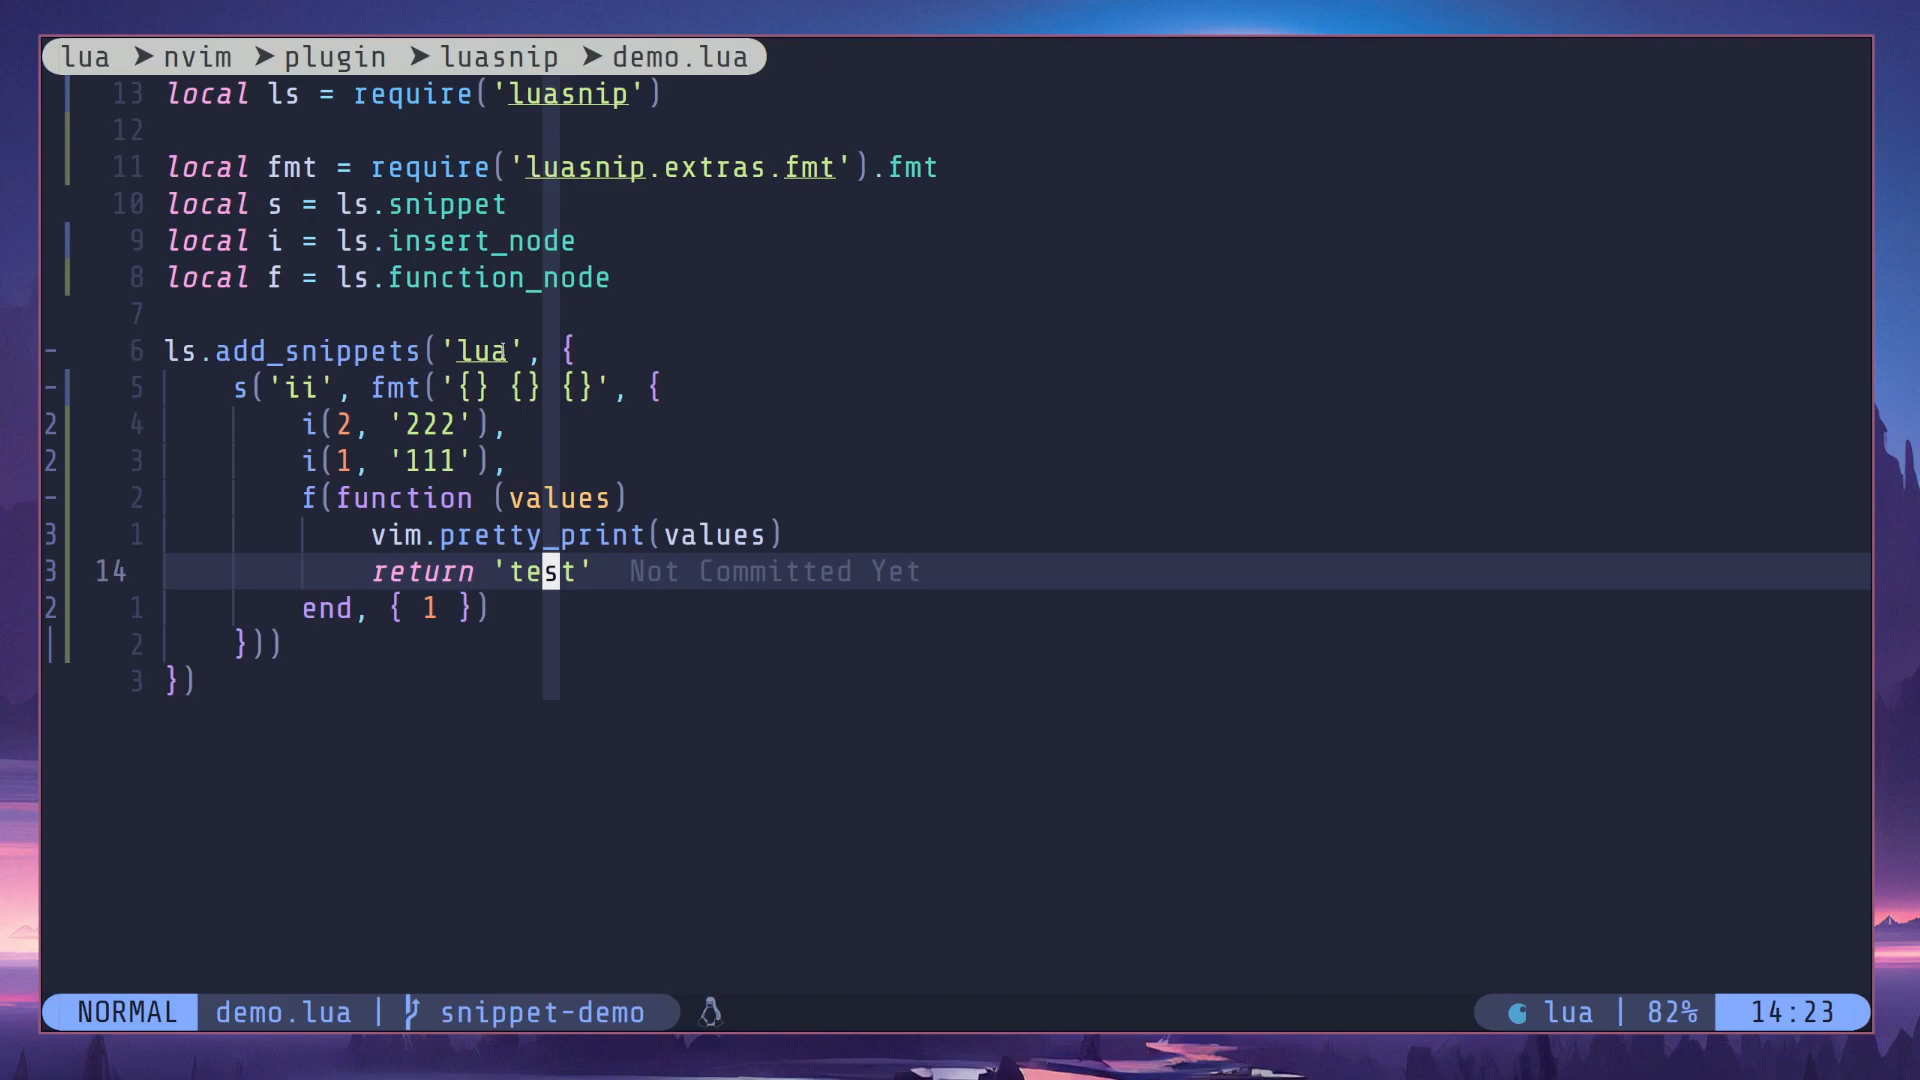 lua ➤ nvim ➤ plugin ➤ luasnip ➤ demo.lua
13 local ls = require('luasnip')
12
11 local fmt = require('luasnip.extras.fmt').fmt
10 local s = ls.snippet
9 local i = ls.insert_node
8 local f = ls.function_node
7
- 6 ls.add_snippets('lua', {
- 5     s('ii', fmt('{} {} {}', {
2 4         i(2, '222'),
2 3         i(1, '111'),
- 2         f(function (values)
3 1             vim.pretty_print(values)
3 14             return 'test'  Not Committed Yet
2 1         end, { 1 })
│ 2     }))
3 })
NORMAL demo.lua | snippet-demo lua | 82% 14:23